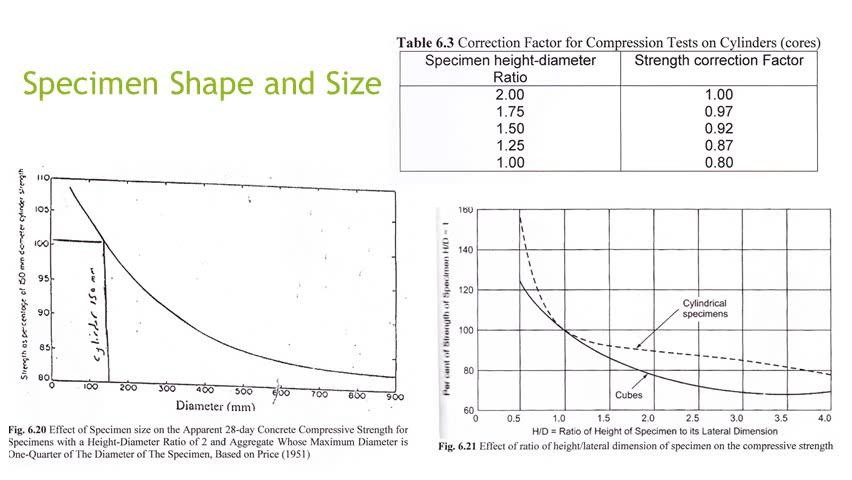 Specimen Shape and Size
Table 6.3 Correction Factor for Compression Tests on Cylinders (cores)
Specimen height-diameter Ratio
Strength correction Factor
2.00 1.00
1.75 0.97
1.50 0.92
1.25 0.87
1.00 0.80
Strength as percentage of 150 mm diameter cylinder strength
110
105
100
95
90
85
80
cylinder 150 mm
0 100 200 300 400 500 600 700 800 900
Diameter (mm)
Fig. 6.20 Effect of Specimen size on the Apparent 28-day Concrete Compressive Strength for
Specimens with a Height-Diameter Ratio of 2 and Aggregate Whose Maximum Diameter is
One-Quarter of The Diameter of The Specimen, Based on Price (1951)
Per cent of Strength of Specimen H/D = 1
160
140
120
100
80
60
Cylindrical
specimens
Cubes
0 0.5 1.0 1.5 2.0 2.5 3.0 3.5 4.0
H/D = Ratio of Height of Specimen to its Lateral Dimension
Fig. 6.21 Effect of ratio of height/lateral dimension of specimen on the compressive strength